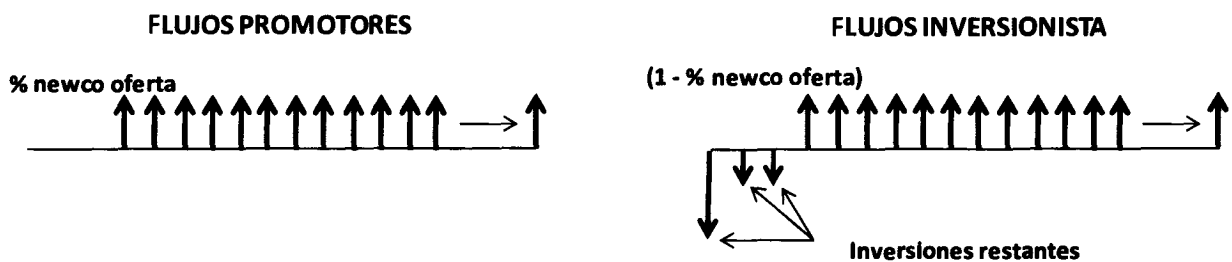 FLUJOS PROMOTORES
% newco oferta
FLUJOS INVERSIONISTA
(1 - % newco oferta)
Inversiones restantes